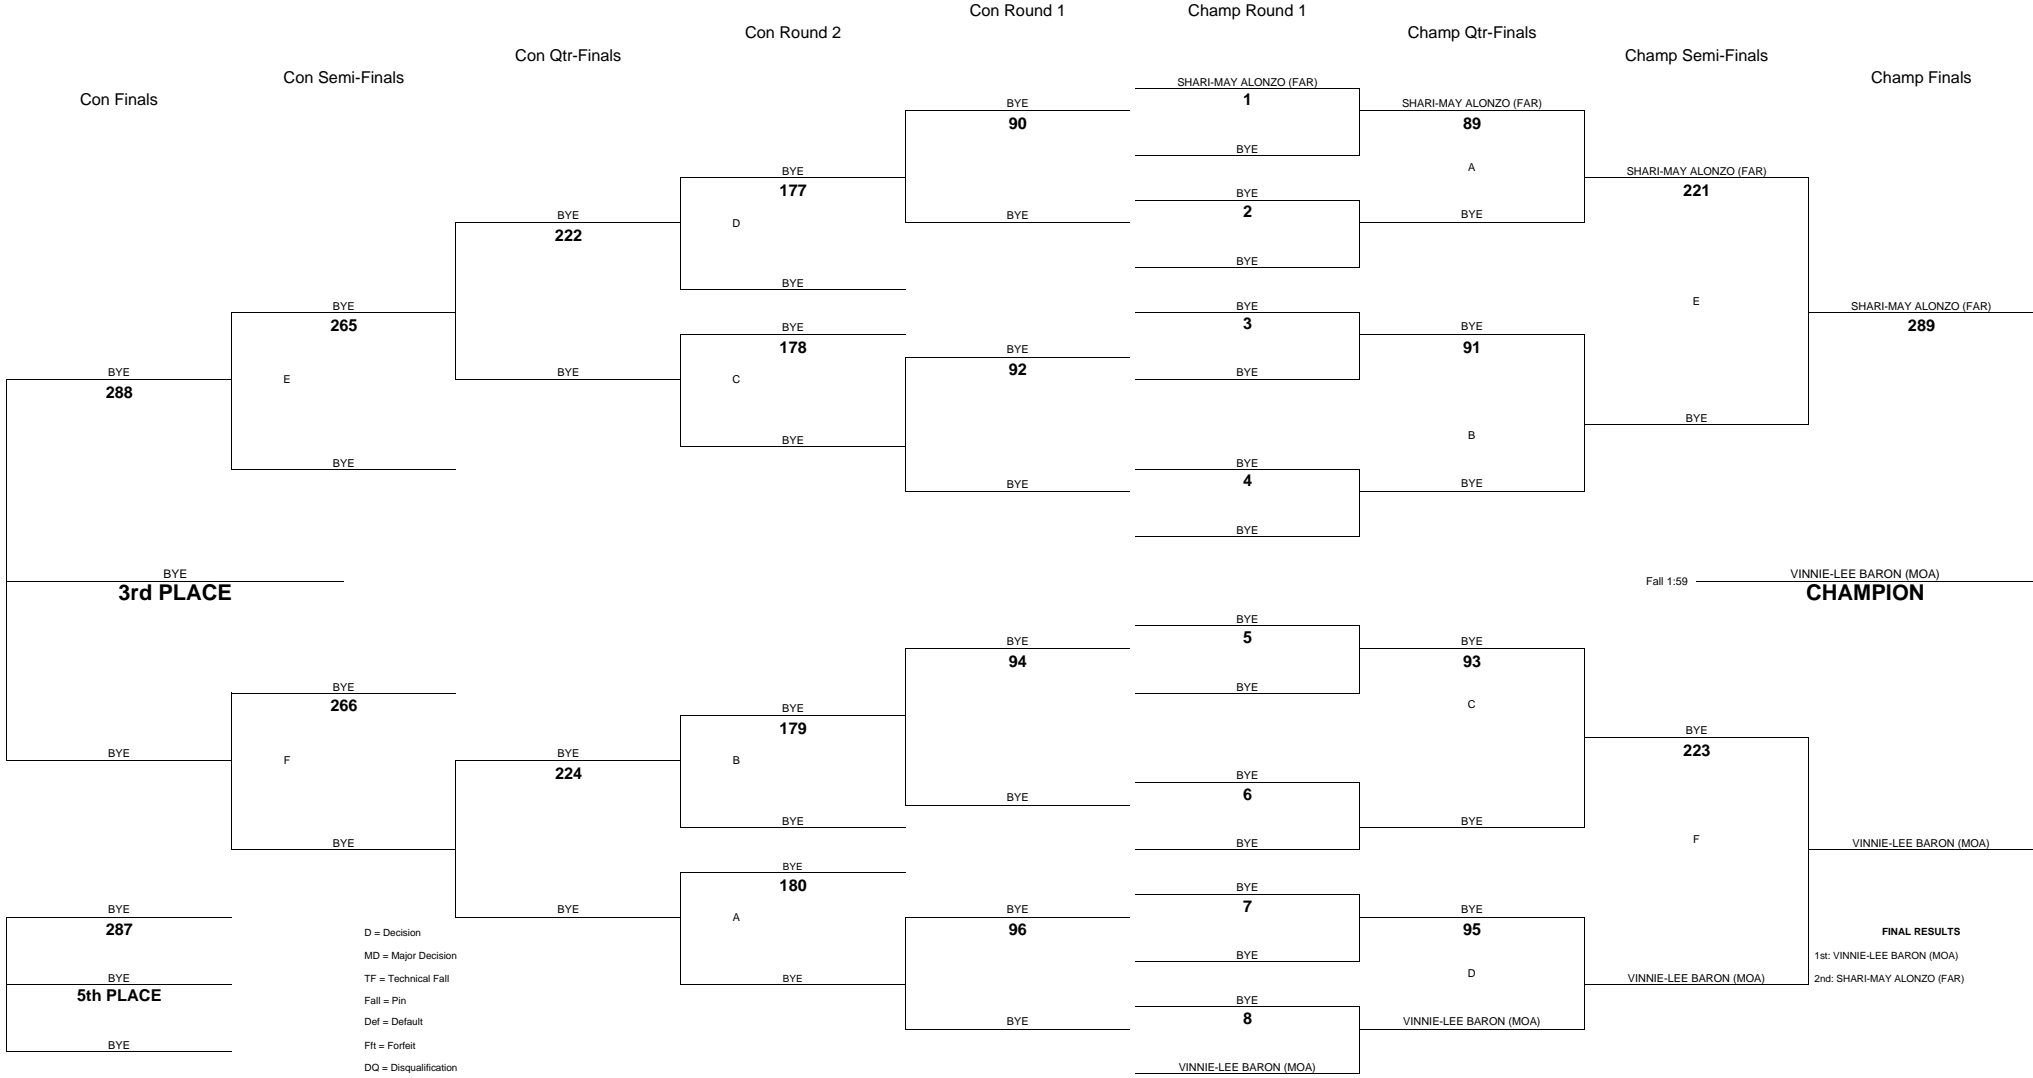 Con Round 1
Champ Round 1
Con Round 2
Champ Qtr-Finals
Con Qtr-Finals
Champ Semi-Finals
Con Semi-Finals
Champ Finals
Con Finals
SHARI-MAY ALONZO (FAR)
1
BYE
BYE
2
BYE
BYE
3
BYE
BYE
4
BYE
BYE
5
BYE
BYE
6
BYE
BYE
7
BYE
BYE
8
VINNIE-LEE BARON (MOA)
SHARI-MAY ALONZO (FAR)
89
A
BYE
BYE
91
B
BYE
BYE
93
C
BYE
BYE
95
D
VINNIE-LEE BARON (MOA)
SHARI-MAY ALONZO (FAR)
221
E
BYE
BYE
223
F
VINNIE-LEE BARON (MOA)
SHARI-MAY ALONZO (FAR)
289
Fall 1:59
VINNIE-LEE BARON (MOA)
CHAMPION
VINNIE-LEE BARON (MOA)
BYE
90
BYE
BYE
92
BYE
BYE
94
BYE
BYE
96
BYE
BYE
177
D
BYE
BYE
178
C
BYE
BYE
179
B
BYE
BYE
180
A
BYE
BYE
222
BYE
BYE
224
BYE
BYE
265
E
BYE
BYE
266
F
BYE
BYE
288
BYE
3rd PLACE
BYE
BYE
287
BYE
5th PLACE
BYE
D = Decision
MD = Major Decision
TF = Technical Fall
Fall = Pin
Def = Default
Fft = Forfeit
DQ = Disqualification
FINAL RESULTS
1st: VINNIE-LEE BARON (MOA)
2nd: SHARI-MAY ALONZO (FAR)